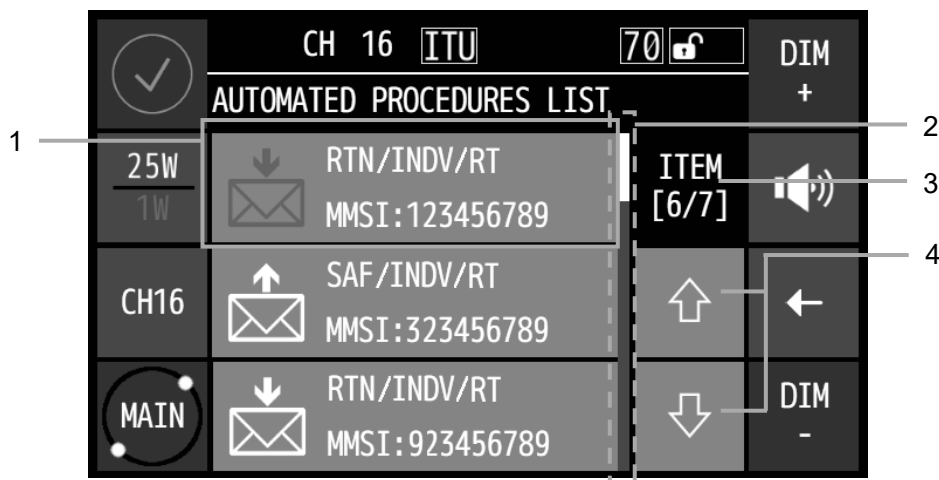 CH 16 ITU 70
DIM
+
AUTOMATED PROCEDURES LIST
1
2
25W
1W
RTN/INDV/RT
MMSI:123456789
ITEM
[6/7]
3
4
CH16
SAF/INDV/RT
MMSI:323456789
MAIN
RTN/INDV/RT
MMSI:923456789
DIM
-